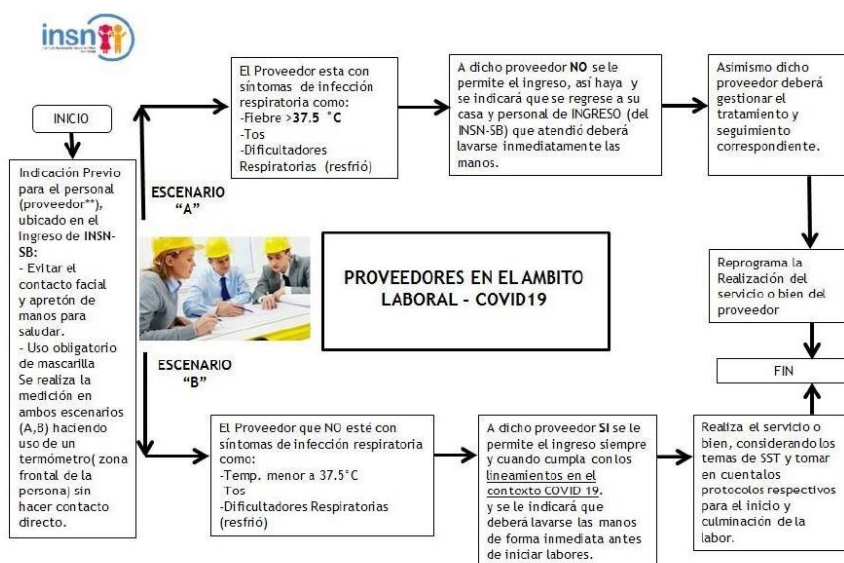 insn
INICIO
Indicación Previo
para el personal
(proveedor**),
ubicado en el
Ingreso de INSN-
SB:
- Evitar el
contacto facial
y apretón de
manos para
saludar.
- Uso obligatorio
de mascarilla
Se realiza la
medición en
ambos escenarios
(A,B) haciendo
uso de un
termómetro( zona
frontal de la
persona) sin
hacer contacto
directo.
ESCENARIO
"A"
El Proveedor esta con
síntomas de infección
respiratoria como:
-Fiebre >37.5 °C
-Tos
-Dificultadores
Respiratorias (resfrió)
A dicho proveedor NO se le
permite el ingreso, así haya y
se indicará que se regrese a su
casa y personal de INGRESO (del
INSN-SB) que atendió deberá
lavarse inmediatamente las
manos.
Asimismo dicho
proveedor deberá
gestionar el
tratamiento y
seguimiento
correspondiente.
Reprograma la
Realización del
servicio o bien del
proveedor
FIN
PROVEEDORES EN EL AMBITO
LABORAL - COVID19
ESCENARIO
"B"
El Proveedor que NO esté con
síntomas de infección respiratoria
como:
-Temp. menor a 37.5°C
-Tos
-Dificultadores Respiratorias
(resfrió)
A dicho proveedor SI se le
permite el ingreso siempre
y cuando cumpla con los
lineamientos en el
contexto COVID 19.
y se le indicará que
deberá lavarse las manos
de forma inmediata antes
de iniciar labores.
Realiza el servicio o
bien, considerando los
temas de SST y tomar
en cuenta los
protocolos respectivos
para el inicio y
culminación de la
labor.